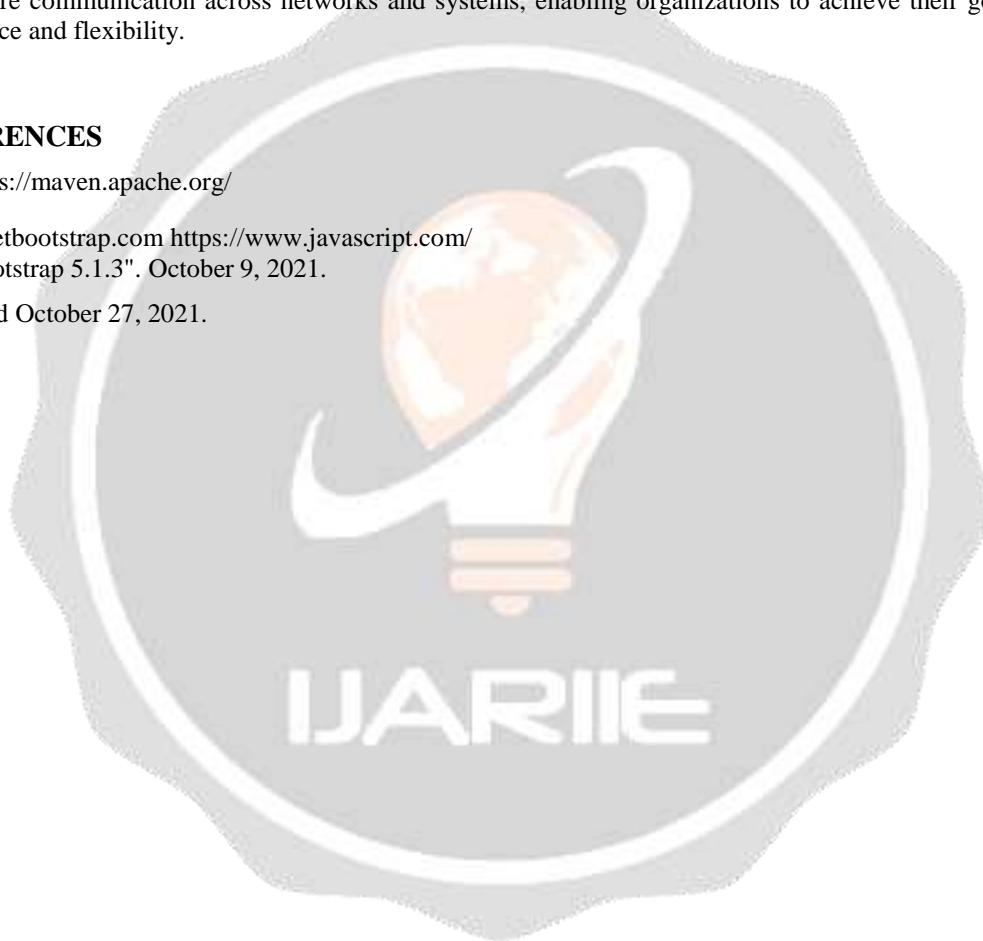 re communication across networks and systems, enabling organizations to achieve their go
ce and flexibility.
RENCES
s://maven.apache.org/
etbootstrap.com https://www.javascript.com/
otstrap 5.1.3". October 9, 2021.
d October 27, 2021.
IJARIIE